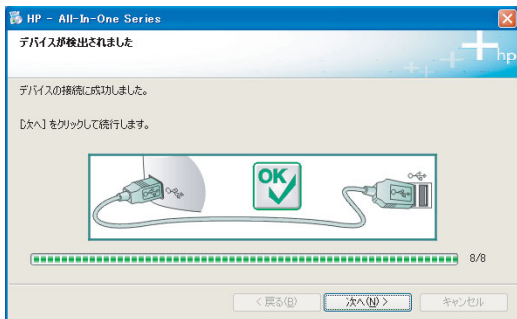 HP - All-In-One Series
デバイスが検出されました
hp
デバイスの接続に成功しました。
[次へ] をクリックして続行します。
OK
8/8
< 戻る(B)
次へ(N) >
キャンセル